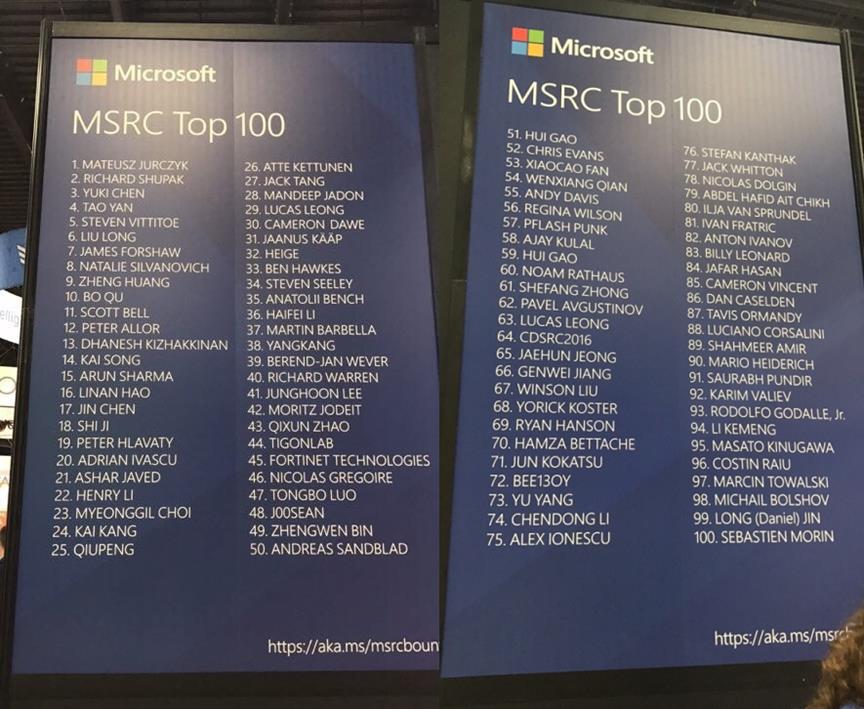 Microsoft
MSRC Top 100
1. MATEUSZ JURCZYK
2. RICHARD SHUPAK
3. YUKI CHEN
4. TAO YAN
5. STEVEN VITTITOE
6. LIU LONG
7. JAMES FORSHAW
8. NATALIE SILVANOVICH
9. ZHENG HUANG
10. BO QU
11. SCOTT BELL
12. PETER ALLOR
13. DHANESH KIZHAKKINAN
14. KAI SONG
15. ARUN SHARMA
16. LINAN HAO
17. JIN CHEN
18. SHI JI
19. PETER HLAVATY
20. ADRIAN IVASCU
21. ASHAR JAVED
22. HENRY LI
23. MYEONGGIL CHOI
24. KAI KANG
25. QIUPENG
26. ATTE KETTUNEN
27. JACK TANG
28. MANDEEP JADON
29. LUCAS LEONG
30. CAMERON DAWE
31. JAANUS KÄÄP
32. HEIGE
33. BEN HAWKES
34. STEVEN SEELEY
35. ANATOLII BENCH
36. HAIFEI LI
37. MARTIN BARBELLA
38. YANGKANG
39. BEREND-JAN WEVER
40. RICHARD WARREN
41. JUNGHOON LEE
42. MORITZ JODEIT
43. QIXUN ZHAO
44. TIGONLAB
45. FORTINET TECHNOLOGIES
46. NICOLAS GREGOIRE
47. TONGBO LUO
48. J00SEAN
49. ZHENGWEN BIN
50. ANDREAS SANDBLAD
https://aka.ms/msrcboun
Microsoft
MSRC Top 100
51. HUI GAO
52. CHRIS EVANS
53. XIAOCAO FAN
54. WENXIANG QIAN
55. ANDY DAVIS
56. REGINA WILSON
57. PFLASH PUNK
58. AJAY KULAL
59. HUI GAO
60. NOAM RATHAUS
61. SHEFANG ZHONG
62. PAVEL AVGUSTINOV
63. LUCAS LEONG
64. CDSRC2016
65. JAEHUN JEONG
66. GENWEI JIANG
67. WINSON LIU
68. YORICK KOSTER
69. RYAN HANSON
70. HAMZA BETTACHE
71. JUN KOKATSU
72. BEE13OY
73. YU YANG
74. CHENDONG LI
75. ALEX IONESCU
76. STEFAN KANTHAK
77. JACK WHITTON
78. NICOLAS DOLGIN
79. ABDEL HAFID AIT CHIKH
80. ILJA VAN SPRUNDEL
81. IVAN FRATRIC
82. ANTON IVANOV
83. BILLY LEONARD
84. JAFAR HASAN
85. CAMERON VINCENT
86. DAN CASELDEN
87. TAVIS ORMANDY
88. LUCIANO CORSALINI
89. SHAHMEER AMIR
90. MARIO HEIDERICH
91. SAURABH PUNDIR
92. KARIM VALIEV
93. RODOLFO GODALLE, Jr.
94. LI KEMENG
95. MASATO KINUGAWA
96. COSTIN RAIU
97. MARCIN TOWALSKI
98. MICHAIL BOLSHOV
99. LONG (Daniel) JIN
100. SEBASTIEN MORIN
https://aka.ms/msrc